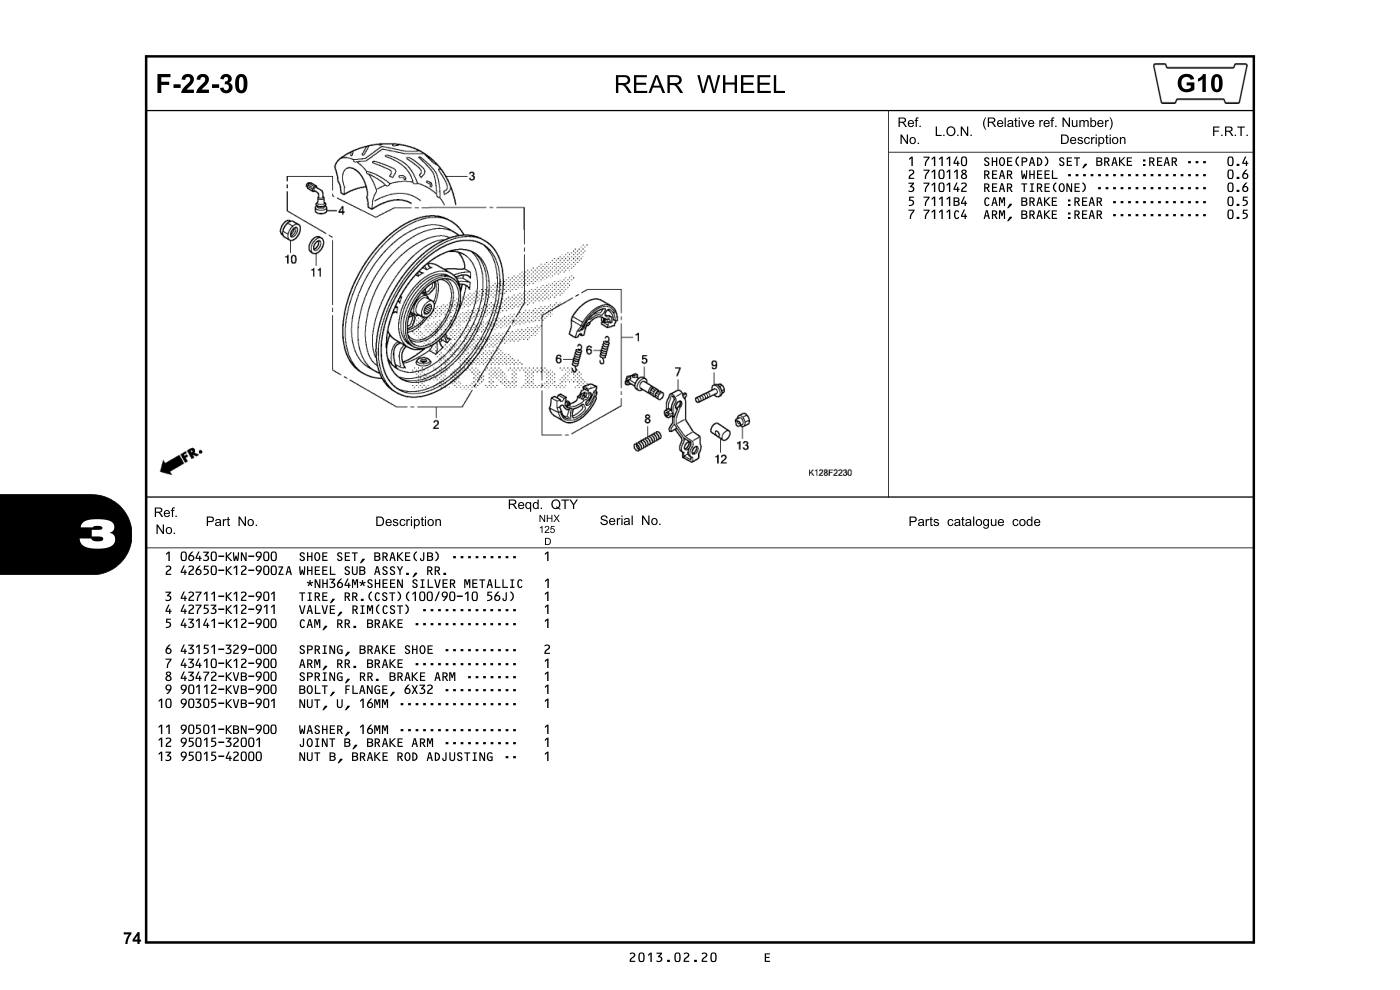 F-22-30 REAR WHEEL G10
Ref. No. L.O.N. (Relative ref. Number) Description F.R.T.
1 711140 SHOE(PAD) SET, BRAKE :REAR --- 0.4
2 710118 REAR WHEEL ------------------- 0.6
3 710142 REAR TIRE(ONE) --------------- 0.6
5 7111B4 CAM, BRAKE :REAR ------------- 0.5
7 7111C4 ARM, BRAKE :REAR ------------- 0.5
3
4
10
11
1
6 6
5
7
9
2
8
12
13
HONDA
FR.
K128F2230
3
Ref. No. Part No. Description Reqd. QTY NHX 125 D Serial No. Parts catalogue code
1 06430-KWN-900 SHOE SET, BRAKE(JB) --------- 1
2 42650-K12-900ZA WHEEL SUB ASSY., RR.
*NH364M*SHEEN SILVER METALLIC 1
3 42711-K12-901 TIRE, RR.(CST)(100/90-10 56J) 1
4 42753-K12-911 VALVE, RIM(CST) ------------- 1
5 43141-K12-900 CAM, RR. BRAKE -------------- 1
6 43151-329-000 SPRING, BRAKE SHOE ---------- 2
7 43410-K12-900 ARM, RR. BRAKE -------------- 1
8 43472-KVB-900 SPRING, RR. BRAKE ARM ------- 1
9 90112-KVB-900 BOLT, FLANGE, 6X32 ---------- 1
10 90305-KVB-901 NUT, U, 16MM ---------------- 1
11 90501-KBN-900 WASHER, 16MM ---------------- 1
12 95015-32001 JOINT B, BRAKE ARM ---------- 1
13 95015-42000 NUT B, BRAKE ROD ADJUSTING -- 1
74
2013.02.20 E